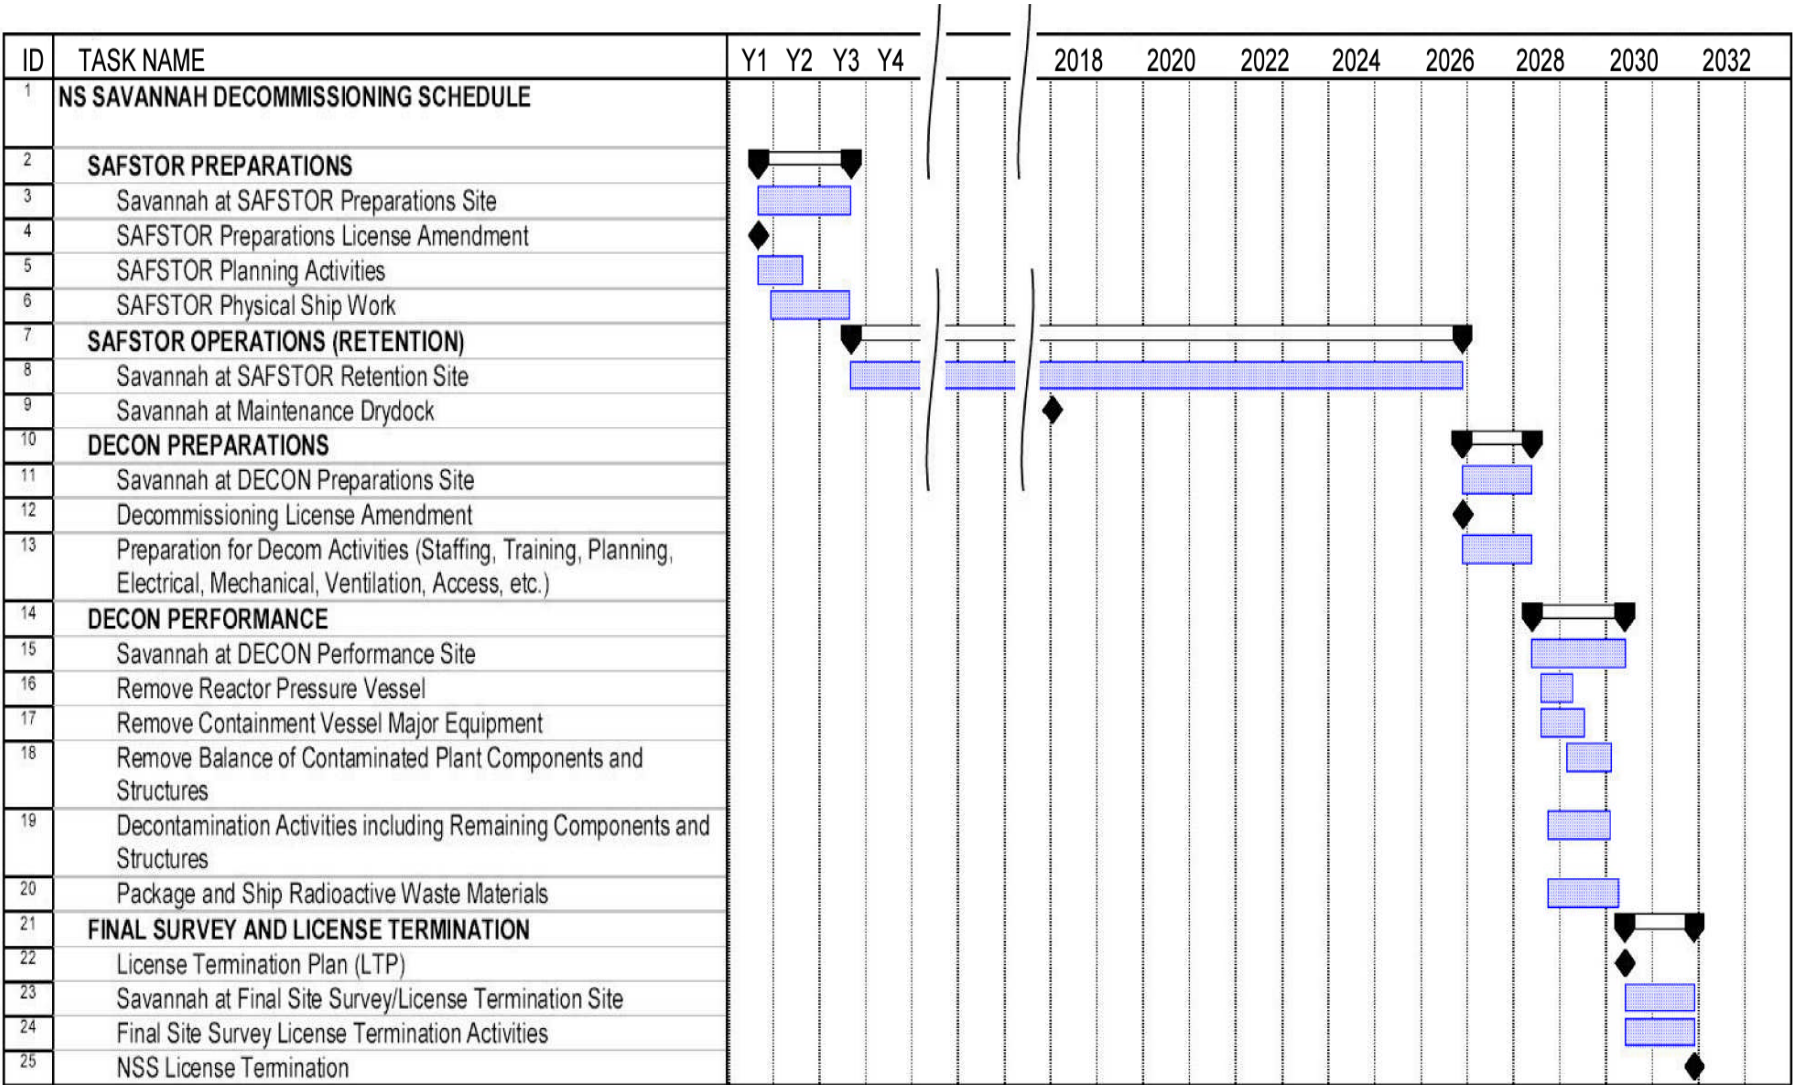 ID TASK NAME Y1 Y2 Y3 Y4 2018 2020 2022 2024 2026 2028 2030 2032
1 NS SAVANNAH DECOMMISSIONING SCHEDULE
2 SAFSTOR PREPARATIONS
3 Savannah at SAFSTOR Preparations Site
4 SAFSTOR Preparations License Amendment
5 SAFSTOR Planning Activities
6 SAFSTOR Physical Ship Work
7 SAFSTOR OPERATIONS (RETENTION)
8 Savannah at SAFSTOR Retention Site
9 Savannah at Maintenance Drydock
10 DECON PREPARATIONS
11 Savannah at DECON Preparations Site
12 Decommissioning License Amendment
13 Preparation for Decom Activities (Staffing, Training, Planning,
Electrical, Mechanical, Ventilation, Access, etc.)
14 DECON PERFORMANCE
15 Savannah at DECON Performance Site
16 Remove Reactor Pressure Vessel
17 Remove Containment Vessel Major Equipment
18 Remove Balance of Contaminated Plant Components and
Structures
19 Decontamination Activities including Remaining Components and
Structures
20 Package and Ship Radioactive Waste Materials
21 FINAL SURVEY AND LICENSE TERMINATION
22 License Termination Plan (LTP)
23 Savannah at Final Site Survey/License Termination Site
24 Final Site Survey License Termination Activities
25 NSS License Termination